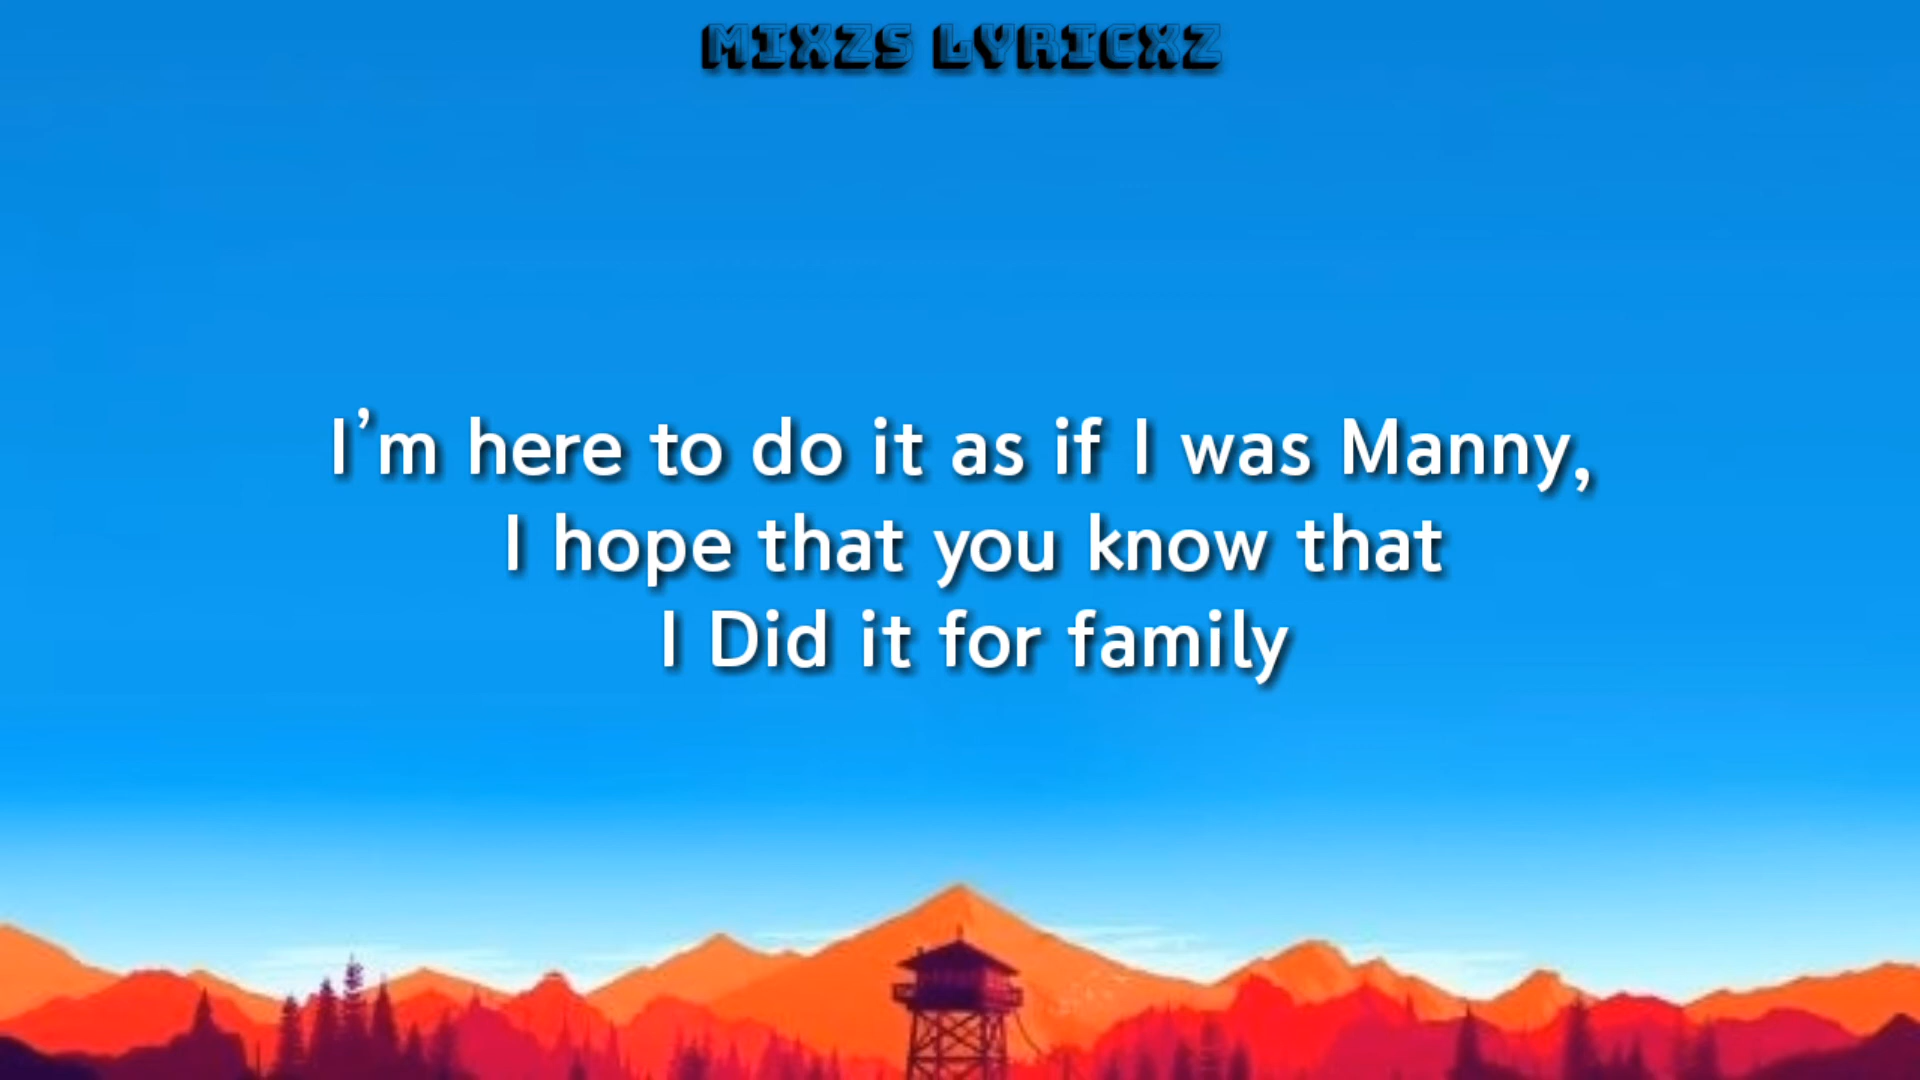 MIXZS LYRICXZ
I'm here to do it as if I was Manny,
I hope that you know that
I Did it for family